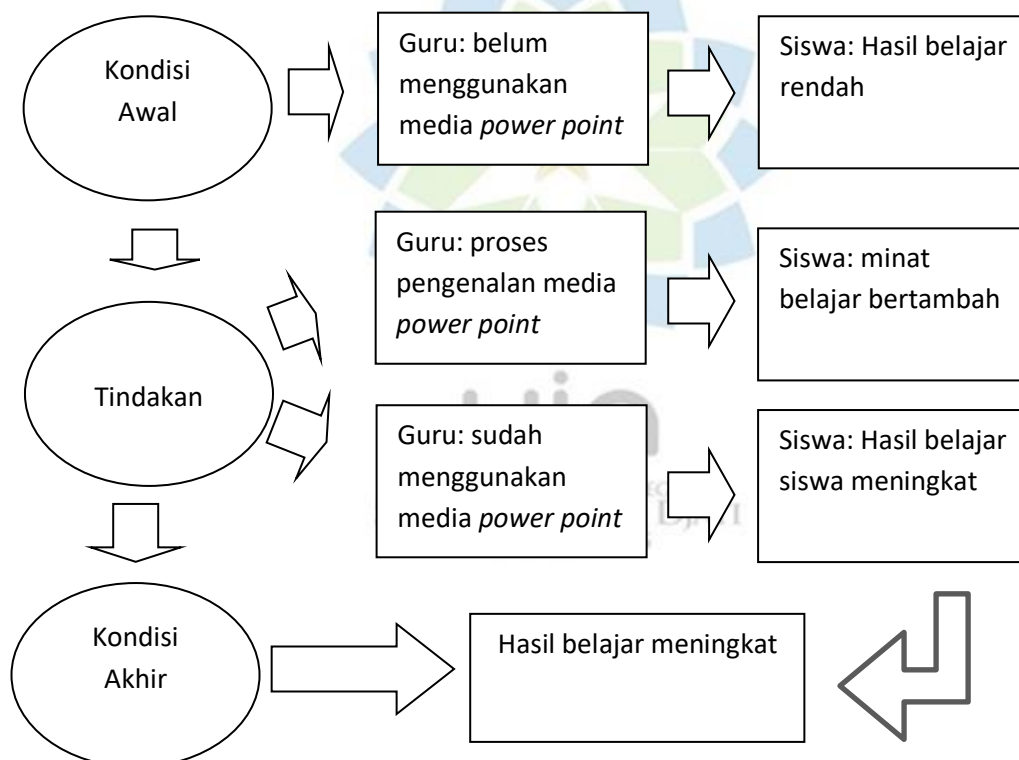 Kondisi
Awal
Guru: belum
menggunakan
media power point
Siswa: Hasil belajar
rendah
Guru: proses
pengenalan media
power point
Siswa: minat
belajar bertambah
Tindakan
Guru: sudah
menggunakan
media power point
Siswa: Hasil belajar
siswa meningkat
Kondisi
Akhir
Hasil belajar meningkat